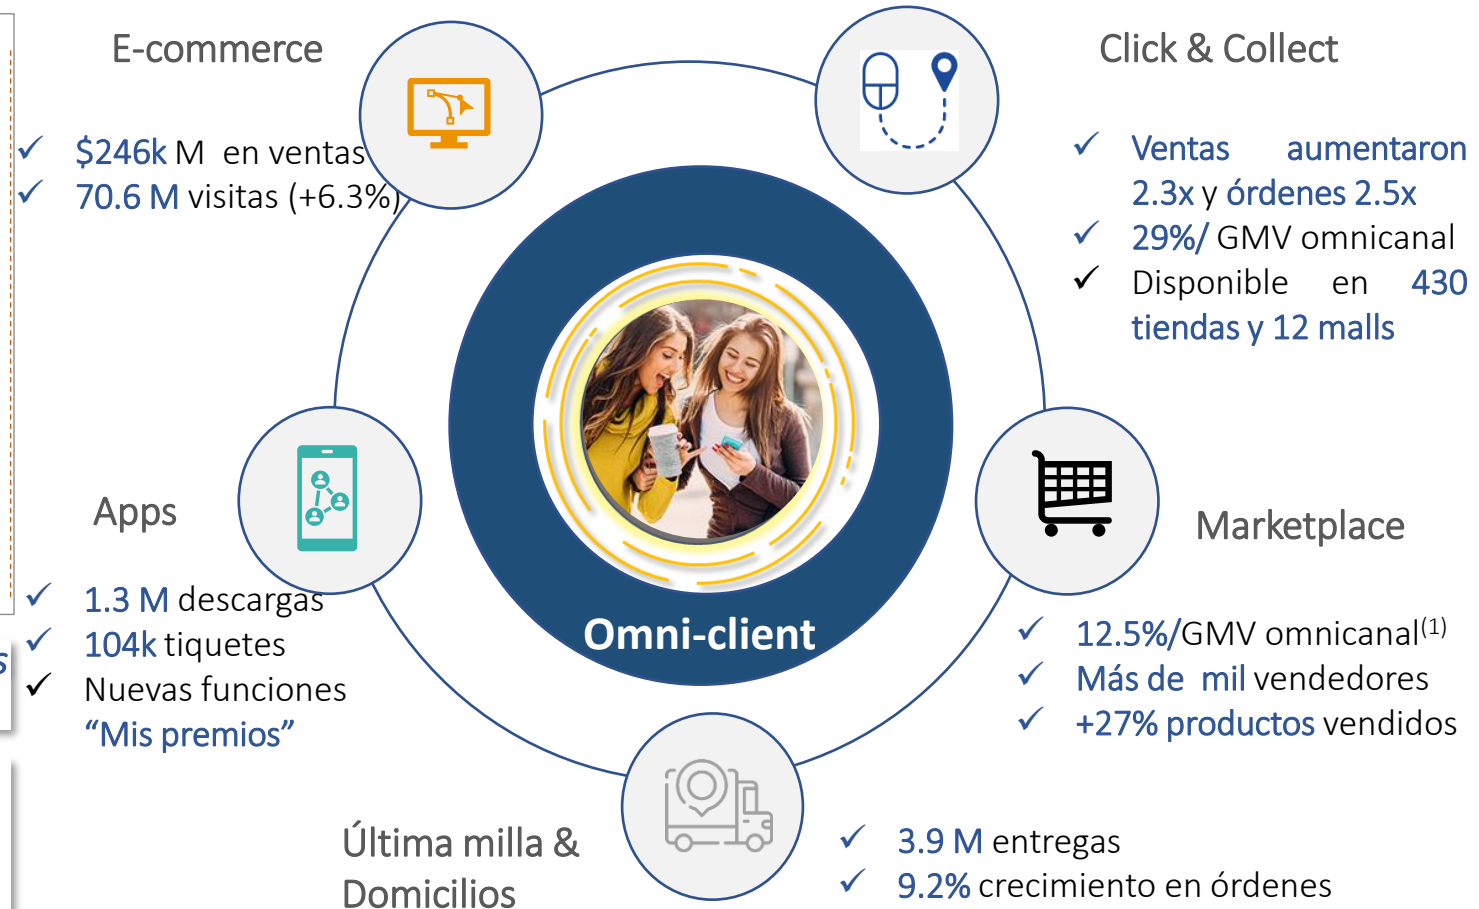 E-commerce
$246k M en ventas
70.6 M visitas (+6.3%)
Click & Collect
Ventas aumentaron
2.3x y órdenes 2.5x
29%/ GMV omnicanal
Disponible en 430
tiendas y 12 malls
Apps
1.3 M descargas
104k tiquetes
Nuevas funciones
“Mis premios”
Omni-client
Marketplace
12.5%/GMV omnicanal(1)
Más de mil vendedores
+27% productos vendidos
Última milla &
Domicilios
3.9 M entregas
9.2% crecimiento en órdenes